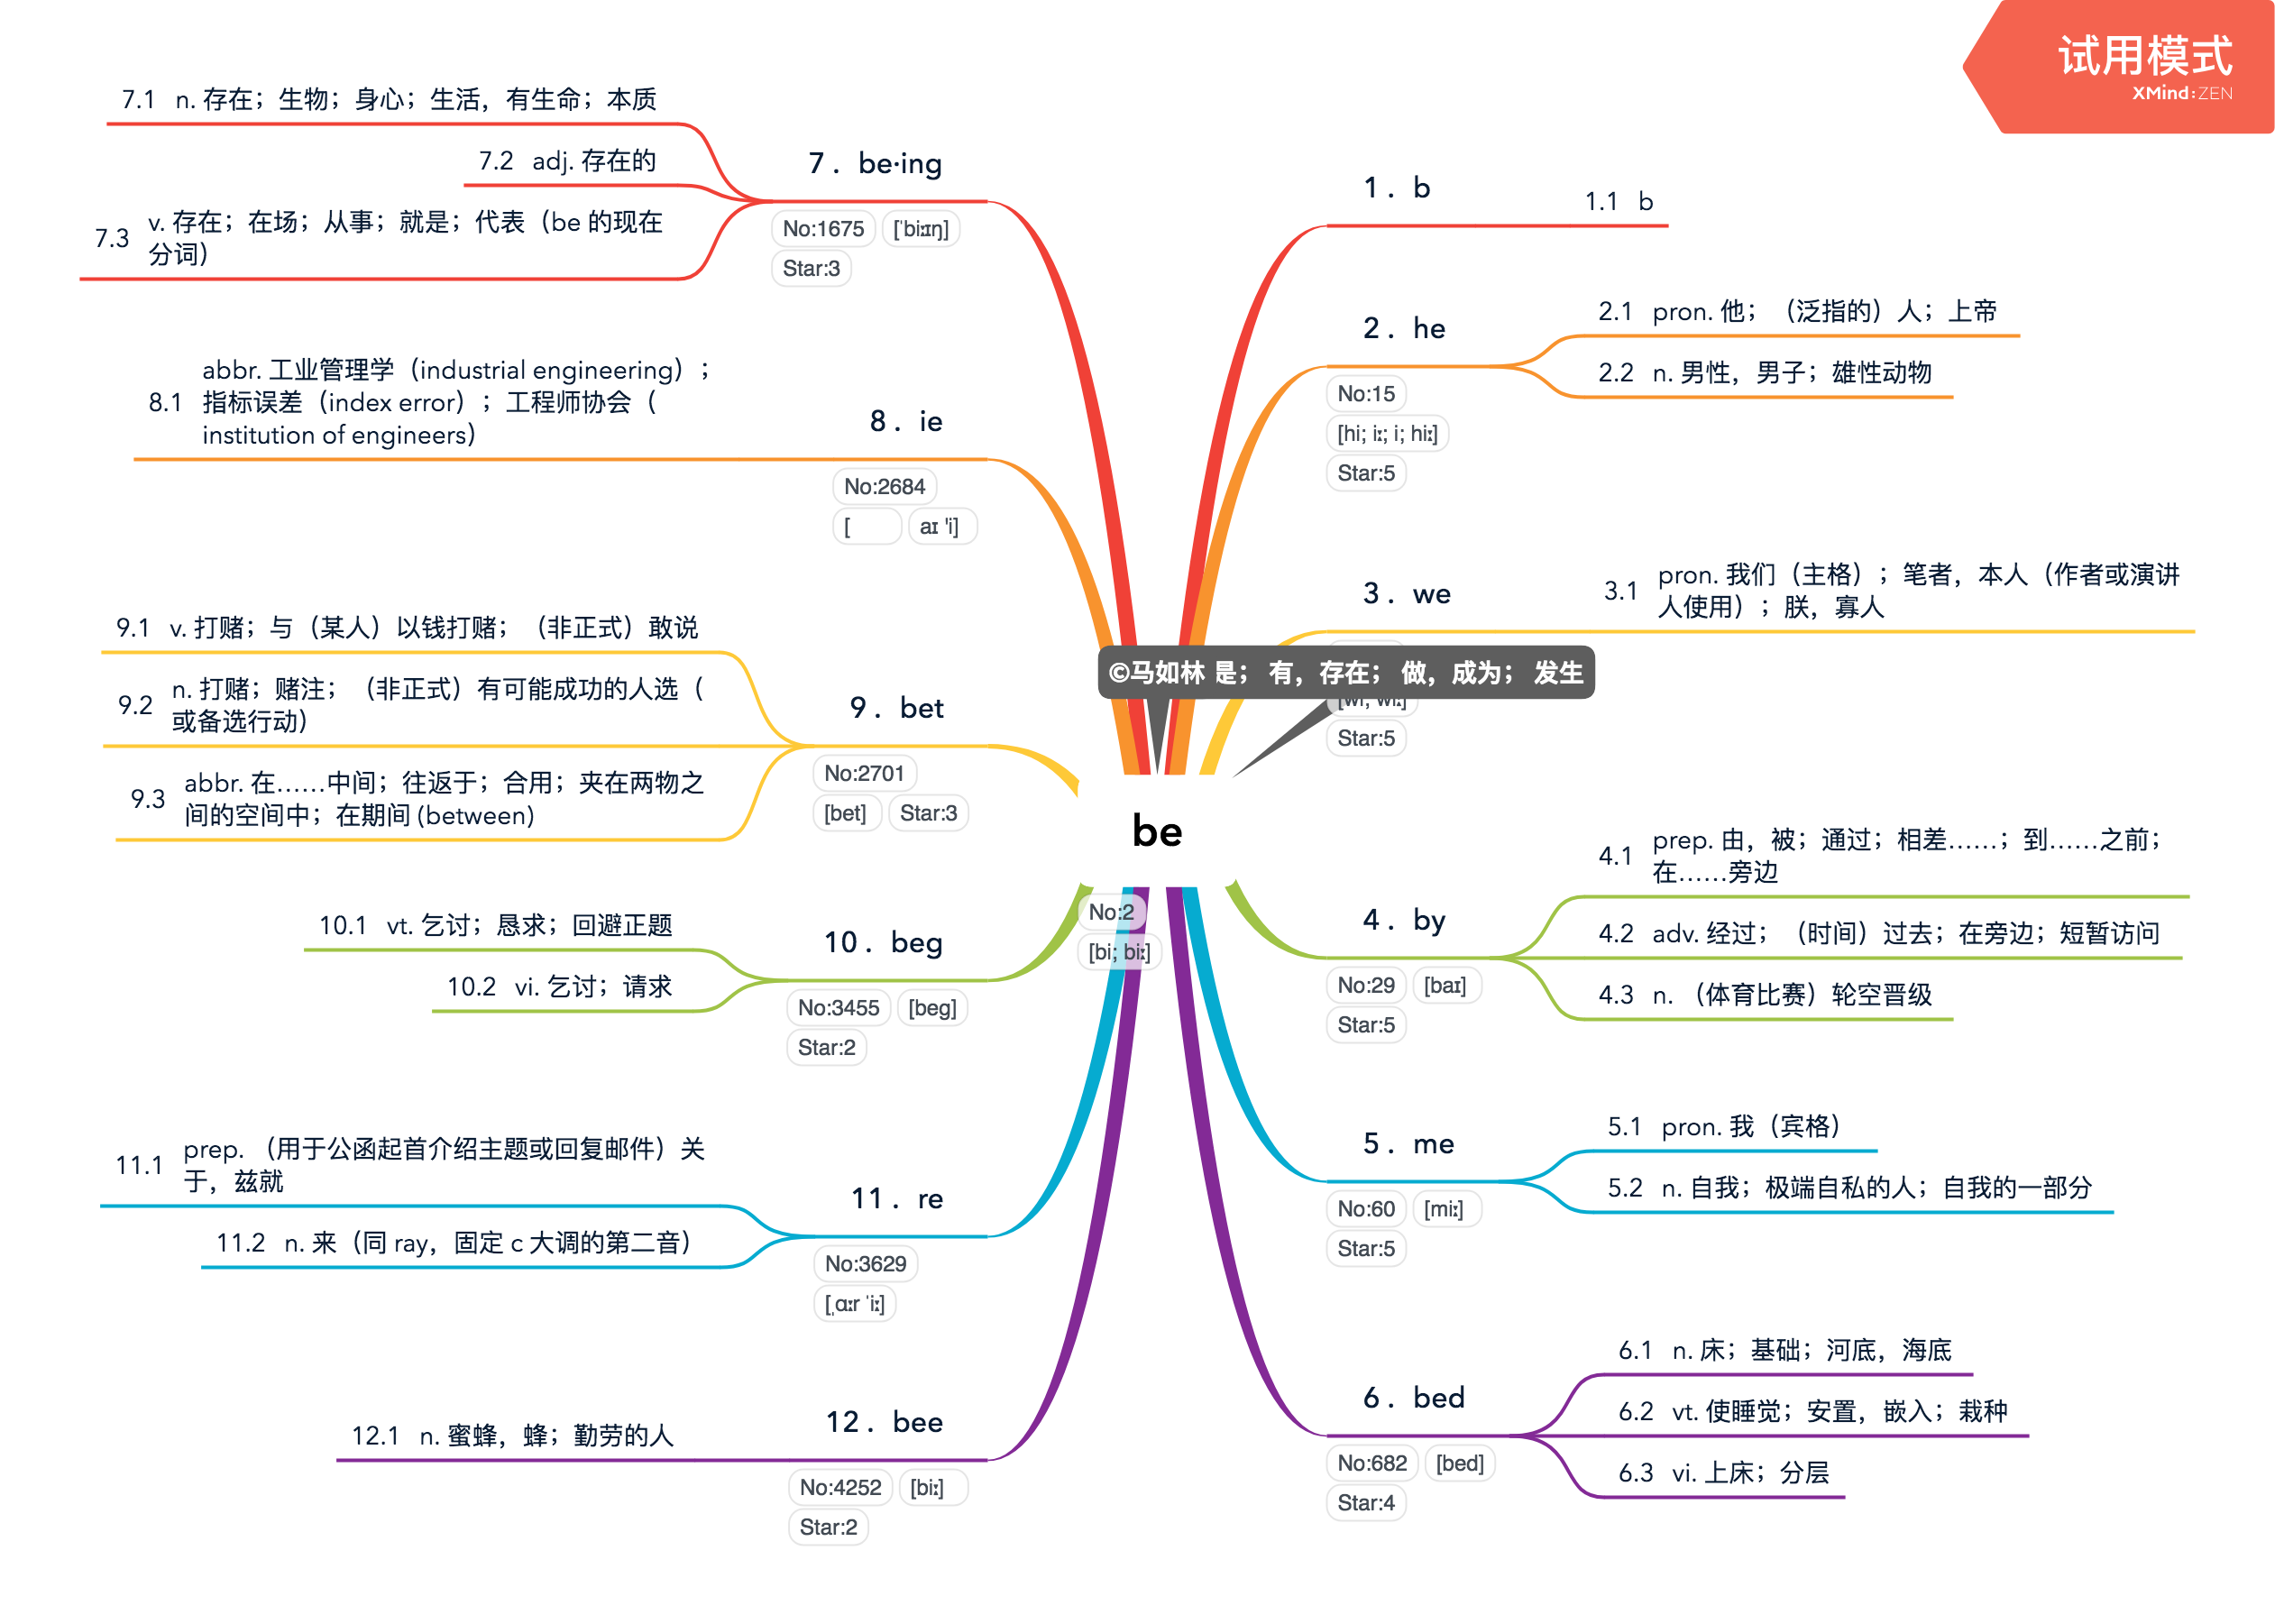 试用模式
XMind:ZEN
©马如林 是； 有，存在； 做，成为； 发生
be
No:2
[bi; biː]
1. b
1.1 b
2. he
No:15
[hi; iː; i; hiː]
Star:5
2.1 pron. 他；（泛指的）人；上帝
2.2 n. 男性，男子；雄性动物
3. we
[wi; wiː]
Star:5
3.1 pron. 我们（主格）；笔者，本人（作者或演讲
人使用）；朕，寡人
4. by
No:29 [baɪ]
Star:5
4.1 prep. 由，被；通过；相差……；到……之前；
在……旁边
4.2 adv. 经过；（时间）过去；在旁边；短暂访问
4.3 n. （体育比赛）轮空晋级
5. me
No:60 [miː]
Star:5
5.1 pron. 我（宾格）
5.2 n. 自我；极端自私的人；自我的一部分
6. bed
No:682 [bed]
Star:4
6.1 n. 床；基础；河底，海底
6.2 vt. 使睡觉；安置，嵌入；栽种
6.3 vi. 上床；分层
7. be·ing
No:1675 [ˈbiːɪŋ]
Star:3
7.1 n. 存在；生物；身心；生活，有生命；本质
7.2 adj. 存在的
7.3 v. 存在；在场；从事；就是；代表（be 的现在
分词）
8. ie
No:2684
[ aɪ 'i]
8.1 abbr. 工业管理学（industrial engineering）；
指标误差（index error）；工程师协会（
institution of engineers）
9. bet
No:2701
[bet] Star:3
9.1 v. 打赌；与（某人）以钱打赌；（非正式）敢说
9.2 n. 打赌；赌注；（非正式）有可能成功的人选（
或备选行动）
9.3 abbr. 在……中间；往返于；合用；夹在两物之
间的空间中；在期间 (between)
10. beg
No:3455 [beg]
Star:2
10.1 vt. 乞讨；恳求；回避正题
10.2 vi. 乞讨；请求
11. re
No:3629
[ˌɑːr ˈiː]
11.1 prep. （用于公函起首介绍主题或回复邮件）关
于，兹就
11.2 n. 来（同 ray，固定 c 大调的第二音）
12. bee
No:4252 [biː]
Star:2
12.1 n. 蜜蜂，蜂；勤劳的人